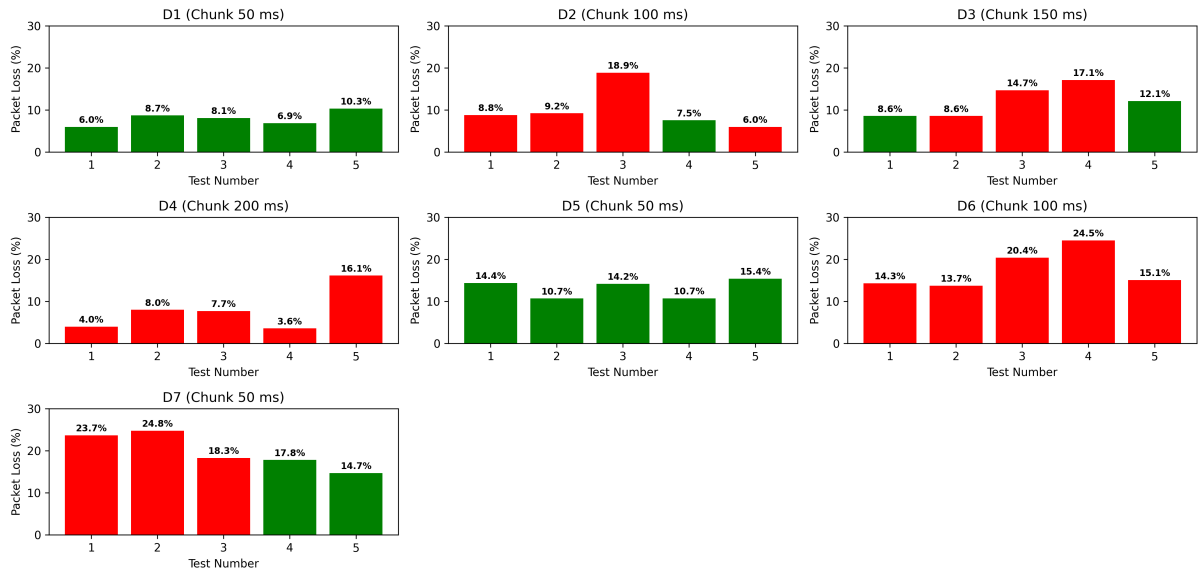 D1 (Chunk 50 ms)
Packet Loss (%)
30
20
10
0
6.0%
8.7%
8.1%
6.9%
10.3%
1 2 3 4 5
Test Number
D2 (Chunk 100 ms)
Packet Loss (%)
30
20
10
0
8.8%
9.2%
18.9%
7.5%
6.0%
1 2 3 4 5
Test Number
D3 (Chunk 150 ms)
Packet Loss (%)
30
20
10
0
8.6%
8.6%
14.7%
17.1%
12.1%
1 2 3 4 5
Test Number
D4 (Chunk 200 ms)
Packet Loss (%)
30
20
10
0
4.0%
8.0%
7.7%
3.6%
16.1%
1 2 3 4 5
Test Number
D5 (Chunk 50 ms)
Packet Loss (%)
30
20
10
0
14.4%
10.7%
14.2%
10.7%
15.4%
1 2 3 4 5
Test Number
D6 (Chunk 100 ms)
Packet Loss (%)
30
20
10
0
14.3%
13.7%
20.4%
24.5%
15.1%
1 2 3 4 5
Test Number
D7 (Chunk 50 ms)
Packet Loss (%)
30
20
10
0
23.7%
24.8%
18.3%
17.8%
14.7%
1 2 3 4 5
Test Number